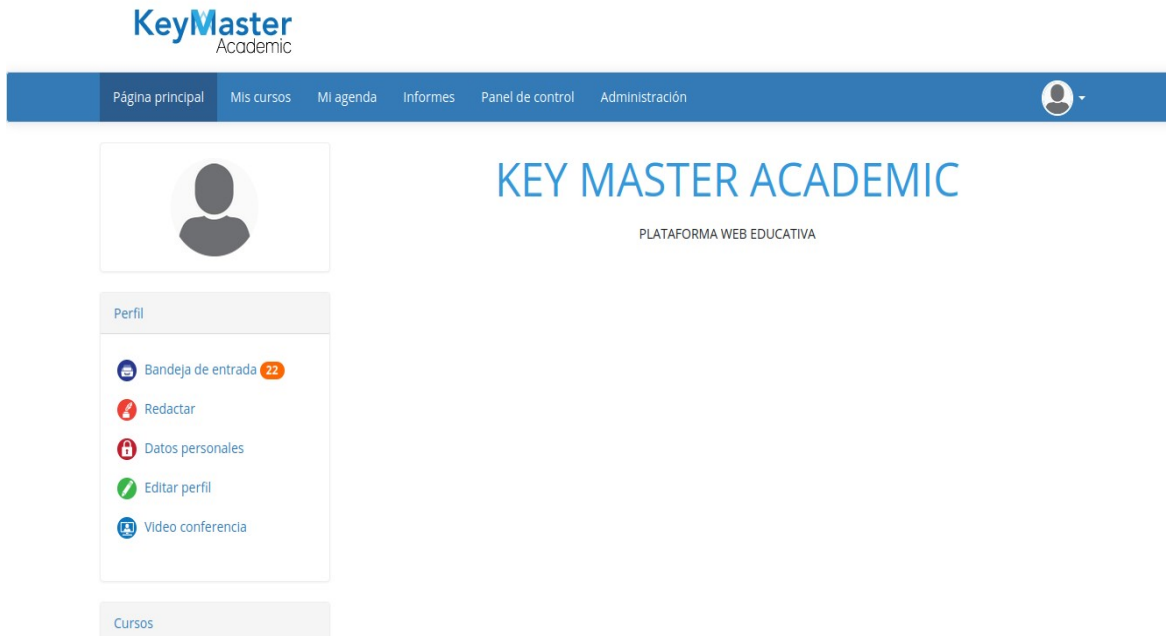 KeyMaster
Academic
Página principal Mis cursos Mi agenda Informes Panel de control Administración
KEY MASTER ACADEMIC
PLATAFORMA WEB EDUCATIVA
Perfil
Bandeja de entrada 22
Redactar
Datos personales
Editar perfil
Video conferencia
Cursos